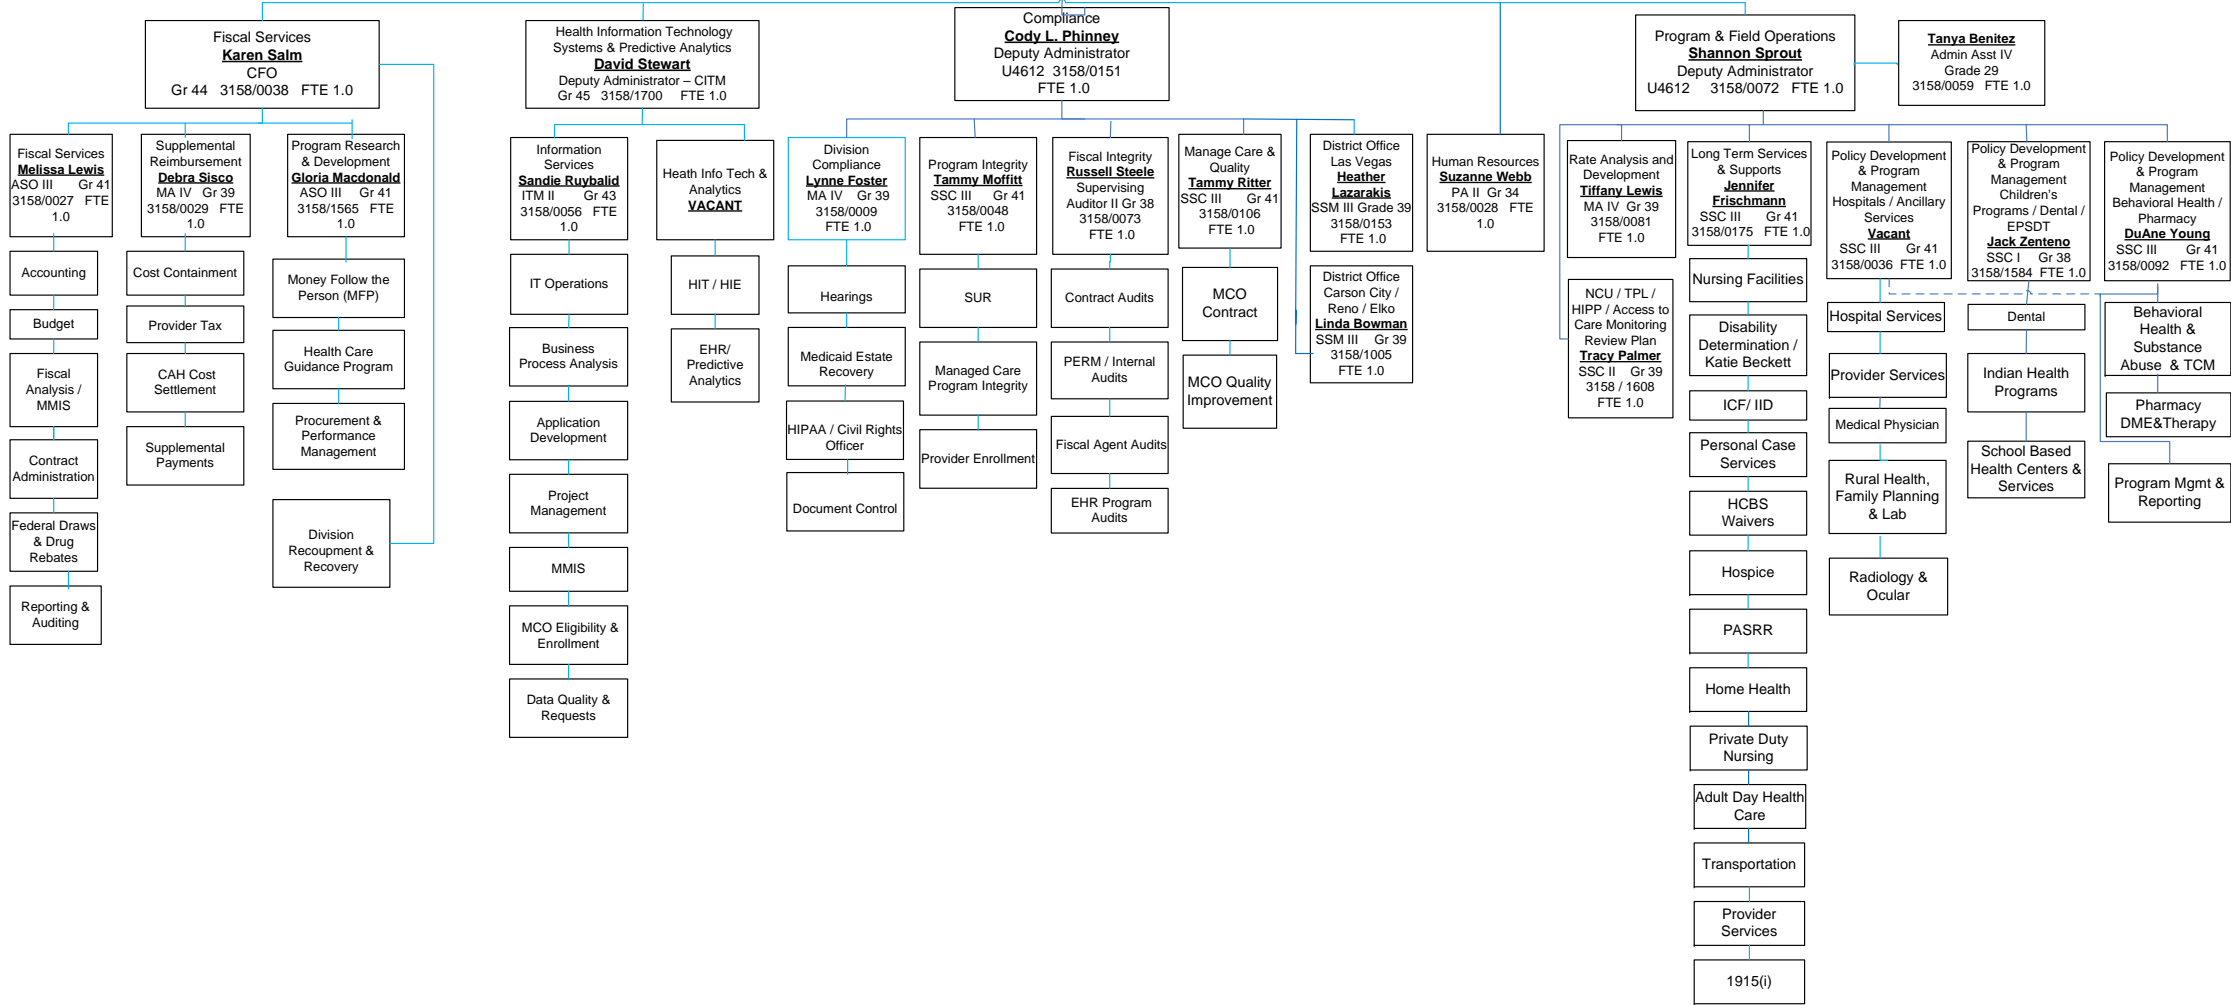 Fiscal Services
Karen Salm
CFO
Gr 44 3158/0038 FTE 1.0
Health Information Technology
Systems & Predictive Analytics
David Stewart
Deputy Administrator – CITM
Gr 45 3158/1700 FTE 1.0
Compliance
Cody L. Phinney
Deputy Administrator
U4612 3158/0151
FTE 1.0
Program & Field Operations
Shannon Sprout
Deputy Administrator
U4612 3158/0072 FTE 1.0
Tanya Benitez
Admin Asst IV
Grade 29
3158/0059 FTE 1.0
Fiscal Services
Melissa Lewis
ASO III Gr 41
3158/0027 FTE
1.0
Accounting
Budget
Fiscal
Analysis /
MMIS
Contract
Administration
Federal Draws
& Drug
Rebates
Reporting &
Auditing
Supplemental
Reimbursement
Debra Sisco
MA IV Gr 39
3158/0029 FTE
1.0
Cost Containment
Provider Tax
CAH Cost
Settlement
Supplemental
Payments
Program Research
& Development
Gloria Macdonald
ASO III Gr 41
3158/1565 FTE
1.0
Money Follow the
Person (MFP)
Health Care
Guidance Program
Procurement &
Performance
Management
Division
Recoupment &
Recovery
Information
Services
Sandie Ruybalid
ITM II Gr 43
3158/0056 FTE
1.0
IT Operations
Business
Process Analysis
Application
Development
Project
Management
MMIS
MCO Eligibility &
Enrollment
Data Quality &
Requests
Heath Info Tech &
Analytics
VACANT
HIT / HIE
EHR/
Predictive
Analytics
Division
Compliance
Lynne Foster
MA IV Gr 39
3158/0009
FTE 1.0
Hearings
Medicaid Estate
Recovery
HIPAA / Civil Rights
Officer
Document Control
Program Integrity
Tammy Moffitt
SSC III Gr 41
3158/0048
FTE 1.0
SUR
Managed Care
Program Integrity
Provider Enrollment
Fiscal Integrity
Russell Steele
Supervising
Auditor II Gr 38
3158/0073
FTE 1.0
Contract Audits
PERM / Internal
Audits
Fiscal Agent Audits
EHR Program
Audits
Manage Care &
Quality
Tammy Ritter
SSC III Gr 41
3158/0106
FTE 1.0
MCO
Contract
MCO Quality
Improvement
District Office
Las Vegas
Heather
Lazarakis
SSM III Grade 39
3158/0153
FTE 1.0
District Office
Carson City /
Reno / Elko
Linda Bowman
SSM III Gr 39
3158/1005
FTE 1.0
Human Resources
Suzanne Webb
PA II Gr 34
3158/0028 FTE
1.0
Rate Analysis and
Development
Tiffany Lewis
MA IV Gr 39
3158/0081
FTE 1.0
NCU / TPL /
HIPP / Access to
Care Monitoring
Review Plan
Tracy Palmer
SSC II Gr 39
3158 / 1608
FTE 1.0
Long Term Services
& Supports
Jennifer
Frischmann
SSC III Gr 41
3158/0175 FTE 1.0
Nursing Facilities
Disability
Determination /
Katie Beckett
ICF/ IID
Personal Case
Services
HCBS
Waivers
Hospice
PASRR
Home Health
Private Duty
Nursing
Adult Day Health
Care
Transportation
Provider
Services
1915(i)
Policy Development
& Program
Management
Hospitals / Ancillary
Services
Vacant
SSC III Gr 41
3158/0036 FTE 1.0
Hospital Services
Provider Services
Medical Physician
Rural Health,
Family Planning
& Lab
Radiology &
Ocular
Policy Development
& Program
Management
Children's
Programs / Dental /
EPSDT
Jack Zenteno
SSC I Gr 38
3158/1584 FTE 1.0
Dental
Indian Health
Programs
School Based
Health Centers &
Services
Policy Development
& Program
Management
Behavioral Health /
Pharmacy
DuAne Young
SSC III Gr 41
3158/0092 FTE 1.0
Behavioral
Health &
Substance
Abuse & TCM
Pharmacy
DME&Therapy
Program Mgmt &
Reporting